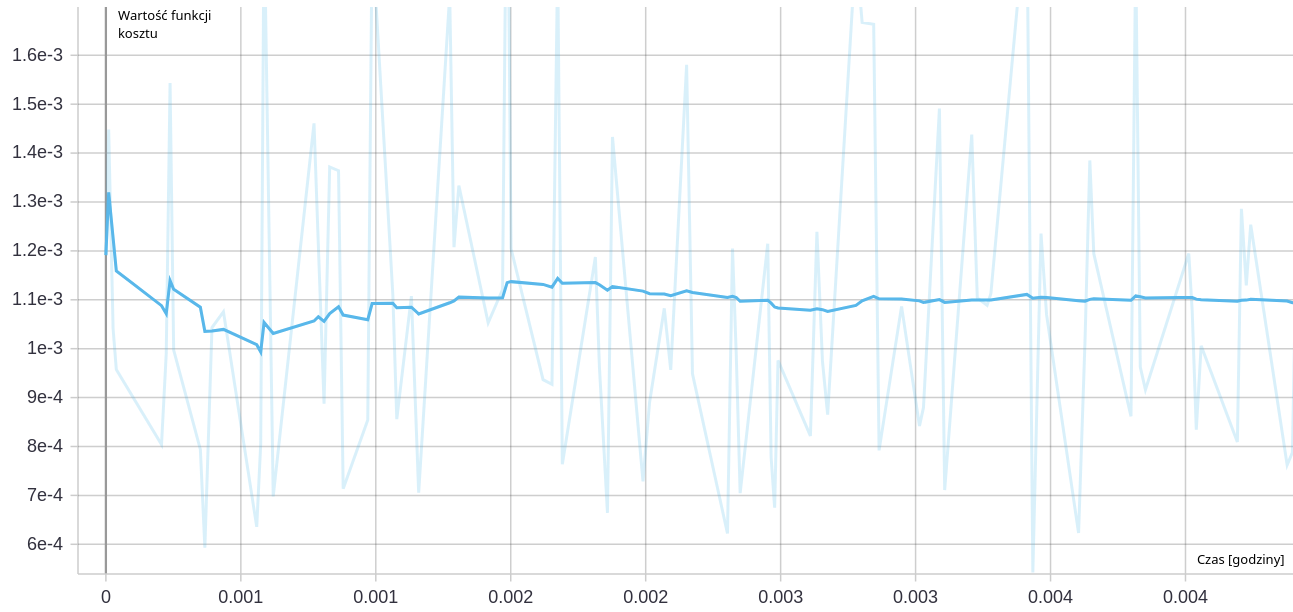 Wartość funkcji
kosztu
1.6e-3
1.5e-3
1.4e-3
1.3e-3
1.2e-3
1.1e-3
1e-3
9e-4
8e-4
7e-4
6e-4
Czas [godziny]
0 0.001 0.001 0.002 0.002 0.003 0.003 0.004 0.004